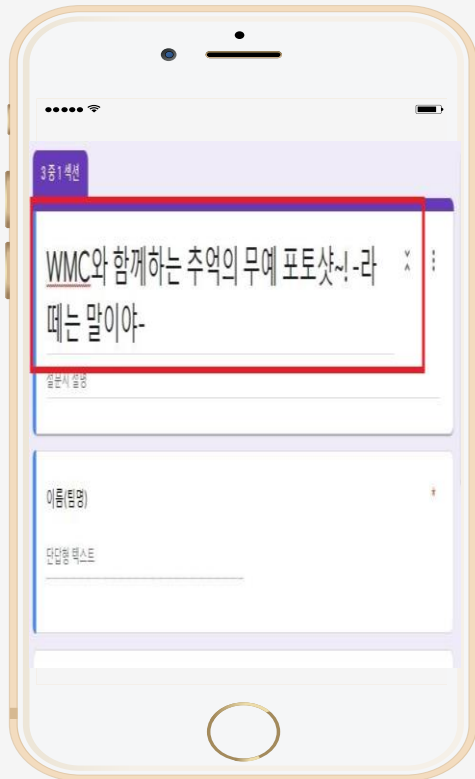 3 중 1 섹션
WMC와 함께하는 추억의 무예 포토샷~! -라
떼는 말이야-
설문시 설명
이름(팀명)
*
단답형 텍스트